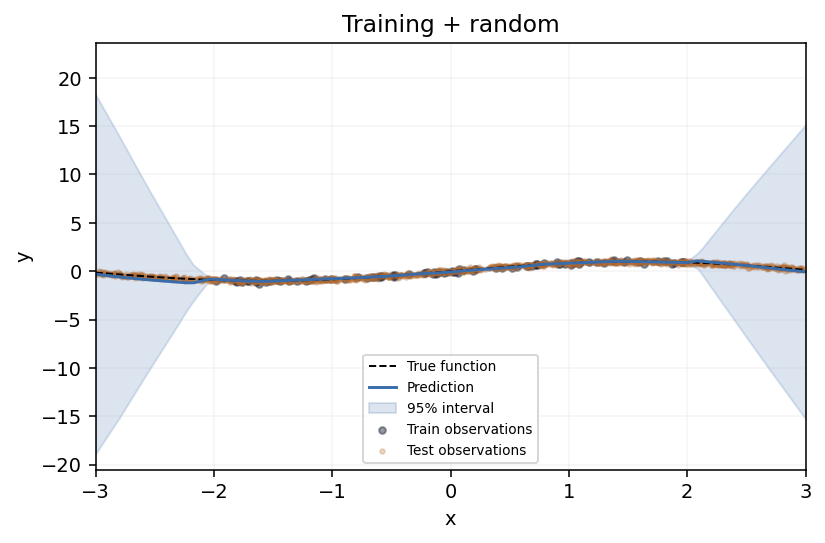 Training + random
20
15
10
5
0
−5
−10
−15
−20
y
True function
Prediction
95% interval
Train observations
Test observations
−3 −2 −1 0 1 2 3
x